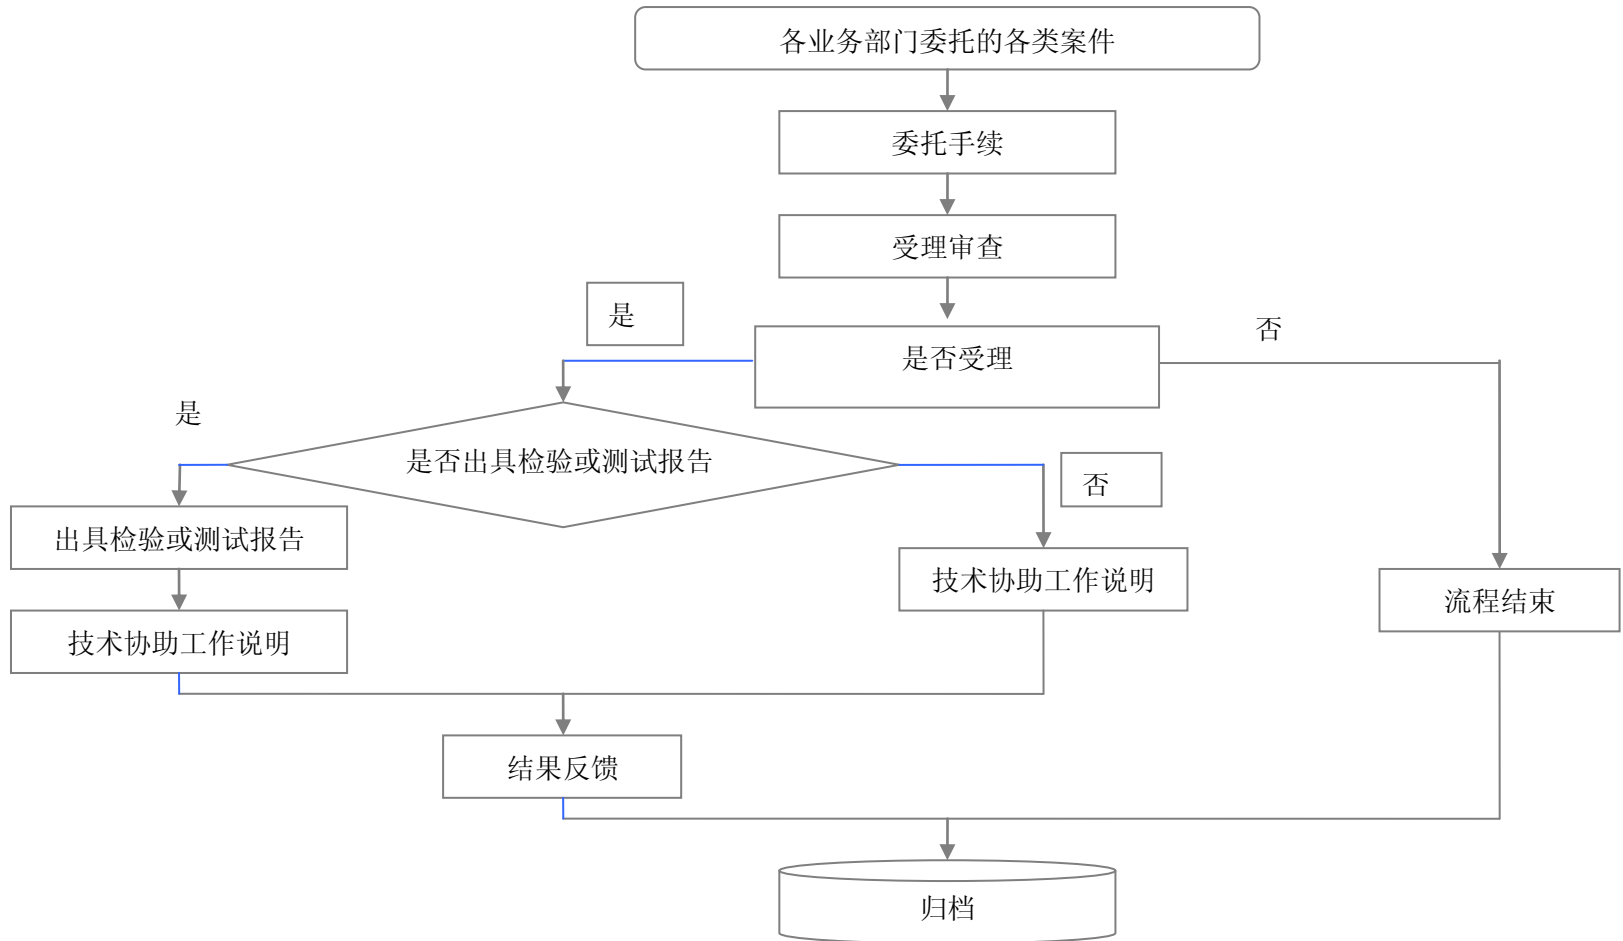 各业务部门委托的各类案件
委托手续
受理审查
是
否
是否受理
是
是否出具检验或测试报告
否
出具检验或测试报告
技术协助工作说明
流程结束
技术协助工作说明
结果反馈
归档